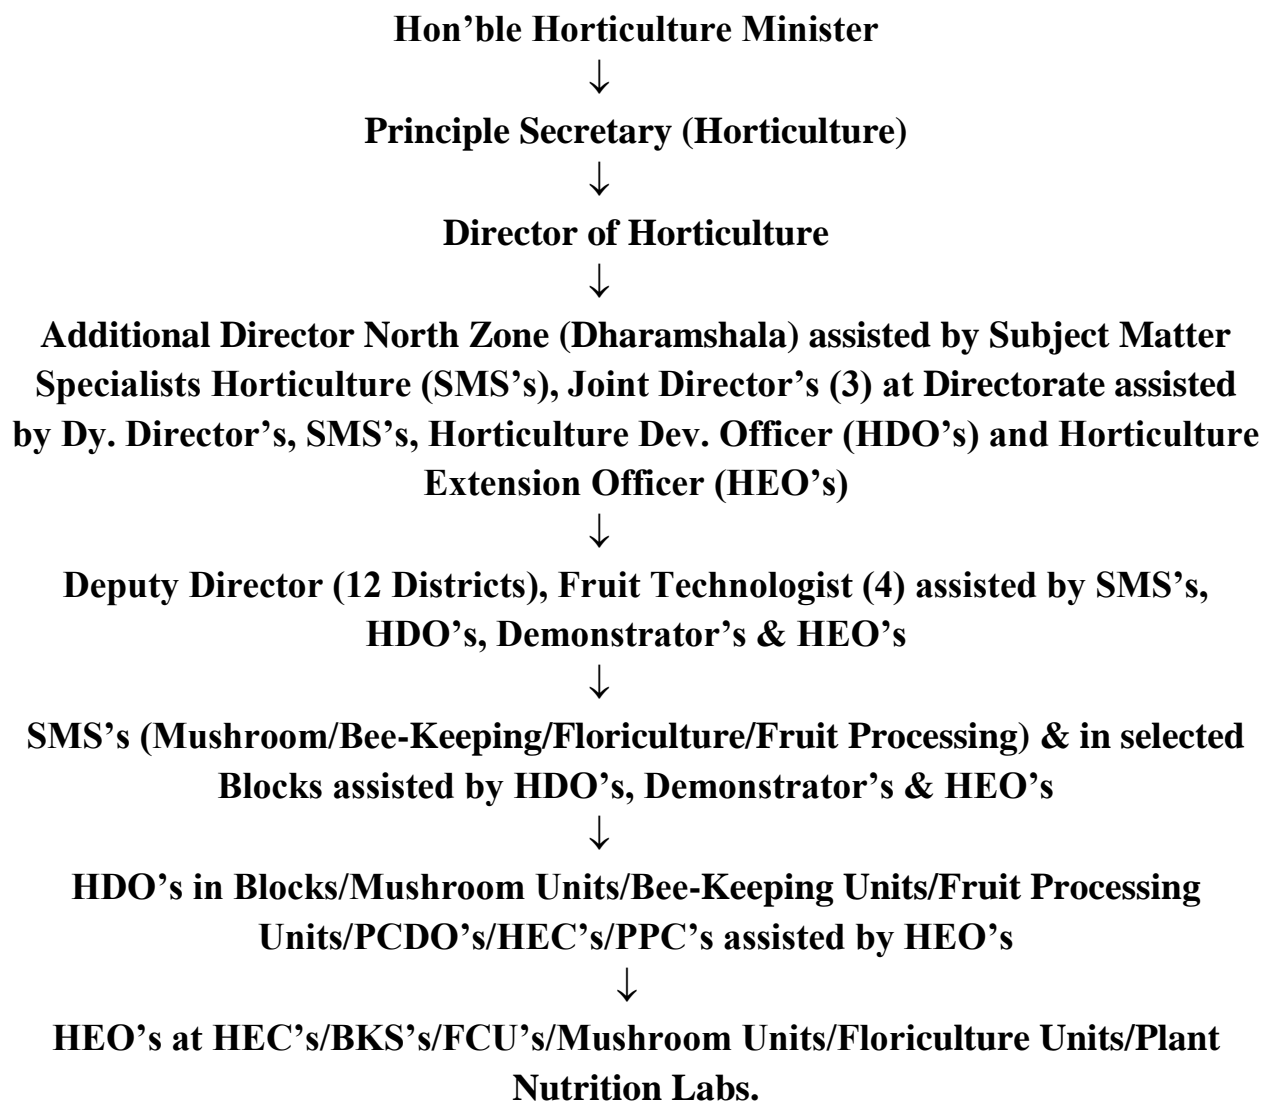 Hon’ble Horticulture Minister
↓
Principle Secretary (Horticulture)
↓
Director of Horticulture
↓
Additional Director North Zone (Dharamshala) assisted by Subject Matter
Specialists Horticulture (SMS’s), Joint Director’s (3) at Directorate assisted
by Dy. Director’s, SMS’s, Horticulture Dev. Officer (HDO’s) and Horticulture
Extension Officer (HEO’s)
↓
Deputy Director (12 Districts), Fruit Technologist (4) assisted by SMS’s,
HDO’s, Demonstrator’s & HEO’s
↓
SMS’s (Mushroom/Bee-Keeping/Floriculture/Fruit Processing) & in selected
Blocks assisted by HDO’s, Demonstrator’s & HEO’s
↓
HDO’s in Blocks/Mushroom Units/Bee-Keeping Units/Fruit Processing
Units/PCDO’s/HEC’s/PPC’s assisted by HEO’s
↓
HEO’s at HEC’s/BKS’s/FCU’s/Mushroom Units/Floriculture Units/Plant
Nutrition Labs.